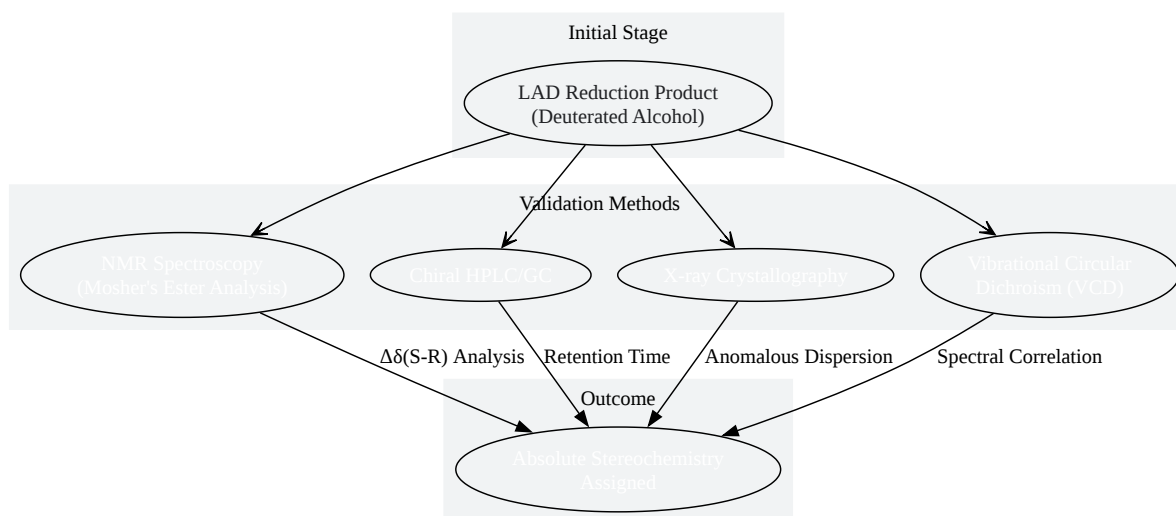 Initial Stage
LAD Reduction Product
(Deuterated Alcohol)
Validation Methods
NMR Spectroscopy
(Mosher's Ester Analysis)
Chiral HPLC/GC
X-ray Crystallography
Vibrational Circular
Dichroism (VCD)
Δδ(S-R) Analysis
Retention Time
Anomalous Dispersion
Spectral Correlation
Outcome
Absolute Stereochemistry
Assigned